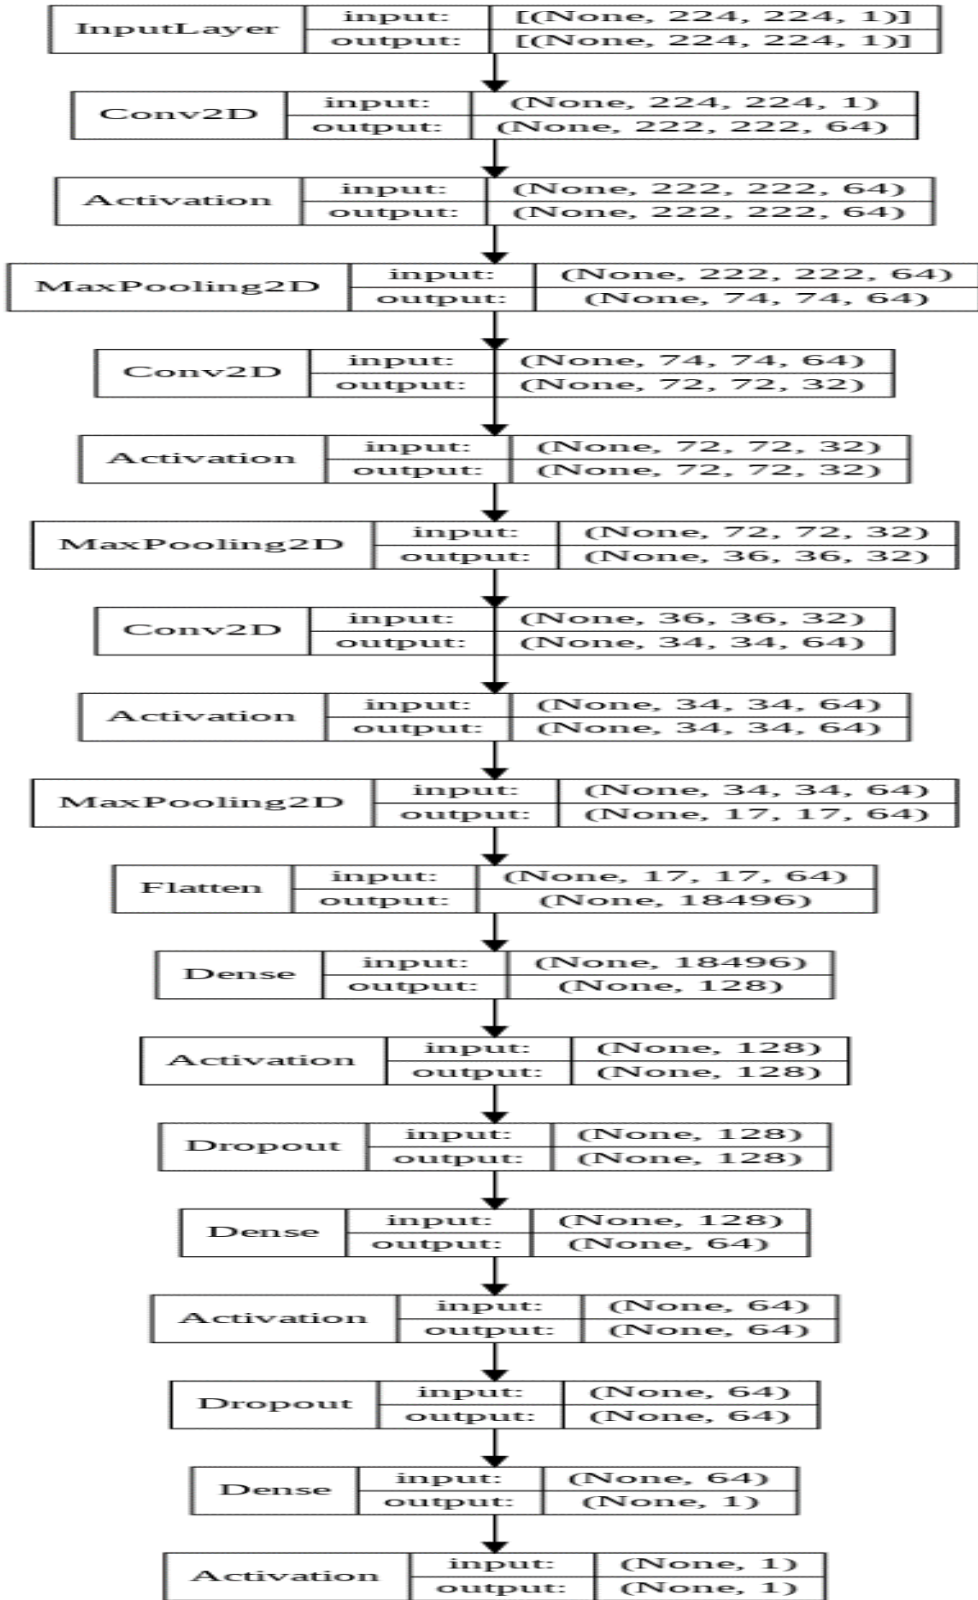 InputLayer
input: [(None, 224, 224, 1)]
output: [(None, 224, 224, 1)]
Conv2D
input: (None, 224, 224, 1)
output: (None, 222, 222, 64)
Activation
input: (None, 222, 222, 64)
output: (None, 222, 222, 64)
MaxPooling2D
input: (None, 222, 222, 64)
output: (None, 74, 74, 64)
Conv2D
input: (None, 74, 74, 64)
output: (None, 72, 72, 32)
Activation
input: (None, 72, 72, 32)
output: (None, 72, 72, 32)
MaxPooling2D
input: (None, 72, 72, 32)
output: (None, 36, 36, 32)
Conv2D
input: (None, 36, 36, 32)
output: (None, 34, 34, 64)
Activation
input: (None, 34, 34, 64)
output: (None, 34, 34, 64)
MaxPooling2D
input: (None, 34, 34, 64)
output: (None, 17, 17, 64)
Flatten
input: (None, 17, 17, 64)
output: (None, 18496)
Dense
input: (None, 18496)
output: (None, 128)
Activation
input: (None, 128)
output: (None, 128)
Dropout
input: (None, 128)
output: (None, 128)
Dense
input: (None, 128)
output: (None, 64)
Activation
input: (None, 64)
output: (None, 64)
Dropout
input: (None, 64)
output: (None, 64)
Dense
input: (None, 64)
output: (None, 1)
Activation
input: (None, 1)
output: (None, 1)